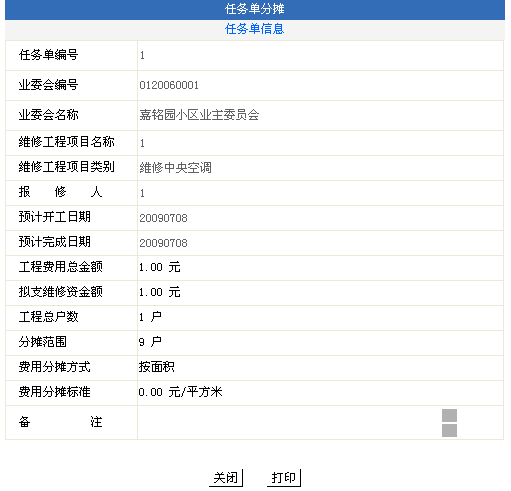 任务单分摊
任务单信息
任务单编号 1
业委会编号 0120060001
业委会名称 嘉铭园小区业主委员会
维修工程项目名称 1
维修工程项目类别 维修中央空调
报 修 人 1
预计开工日期 20090708
预计完成日期 20090708
工程费用总金额 1.00 元
拟支维修资金额 1.00 元
工程总户数 1 户
分摊范围 9 户
费用分摊方式 按面积
费用分摊标准 0.00 元/平方米
备 注
关闭 打印